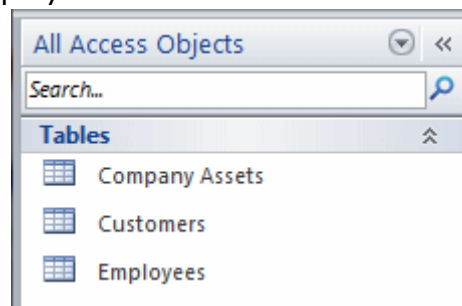 All Access Objects
Search...
Tables
Company Assets
Customers
Employees